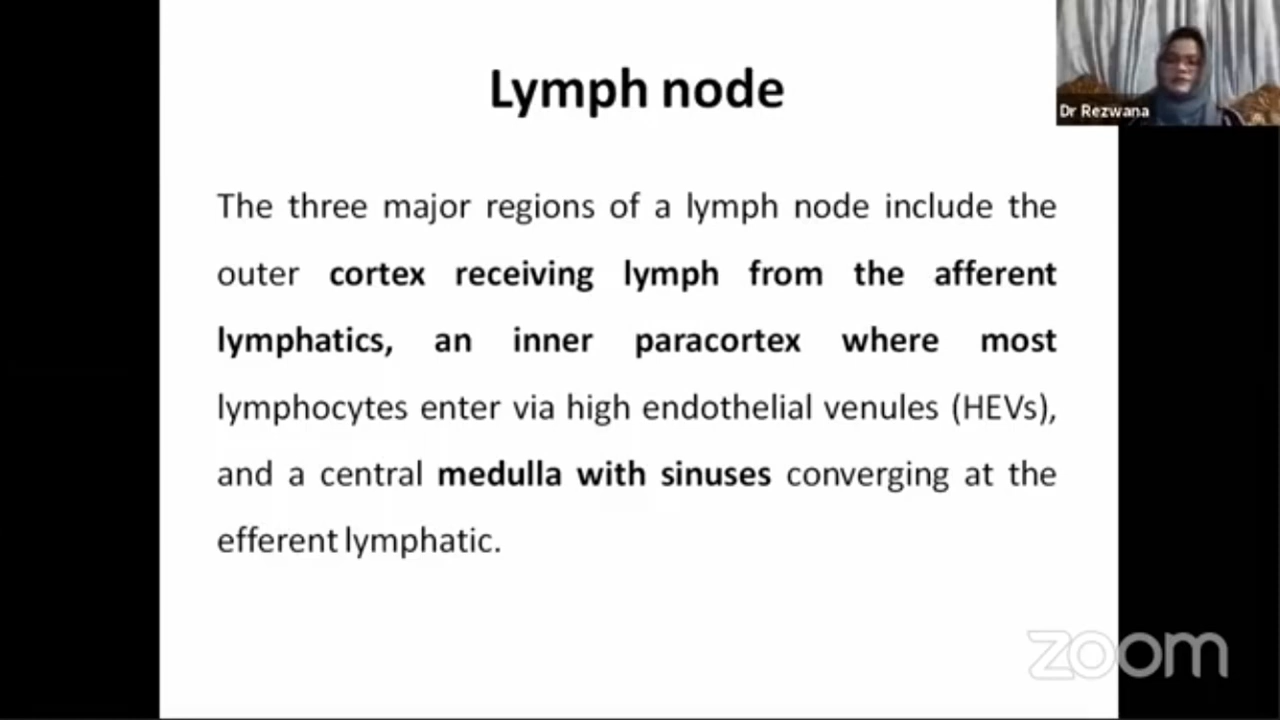 Lymph node
Dr Rezwana
The three major regions of a lymph node include the
outer cortex receiving lymph from the afferent
lymphatics, an inner paracortex where most
lymphocytes enter via high endothelial venules (HEVs),
and a central medulla with sinuses converging at the
efferent lymphatic.
zoom